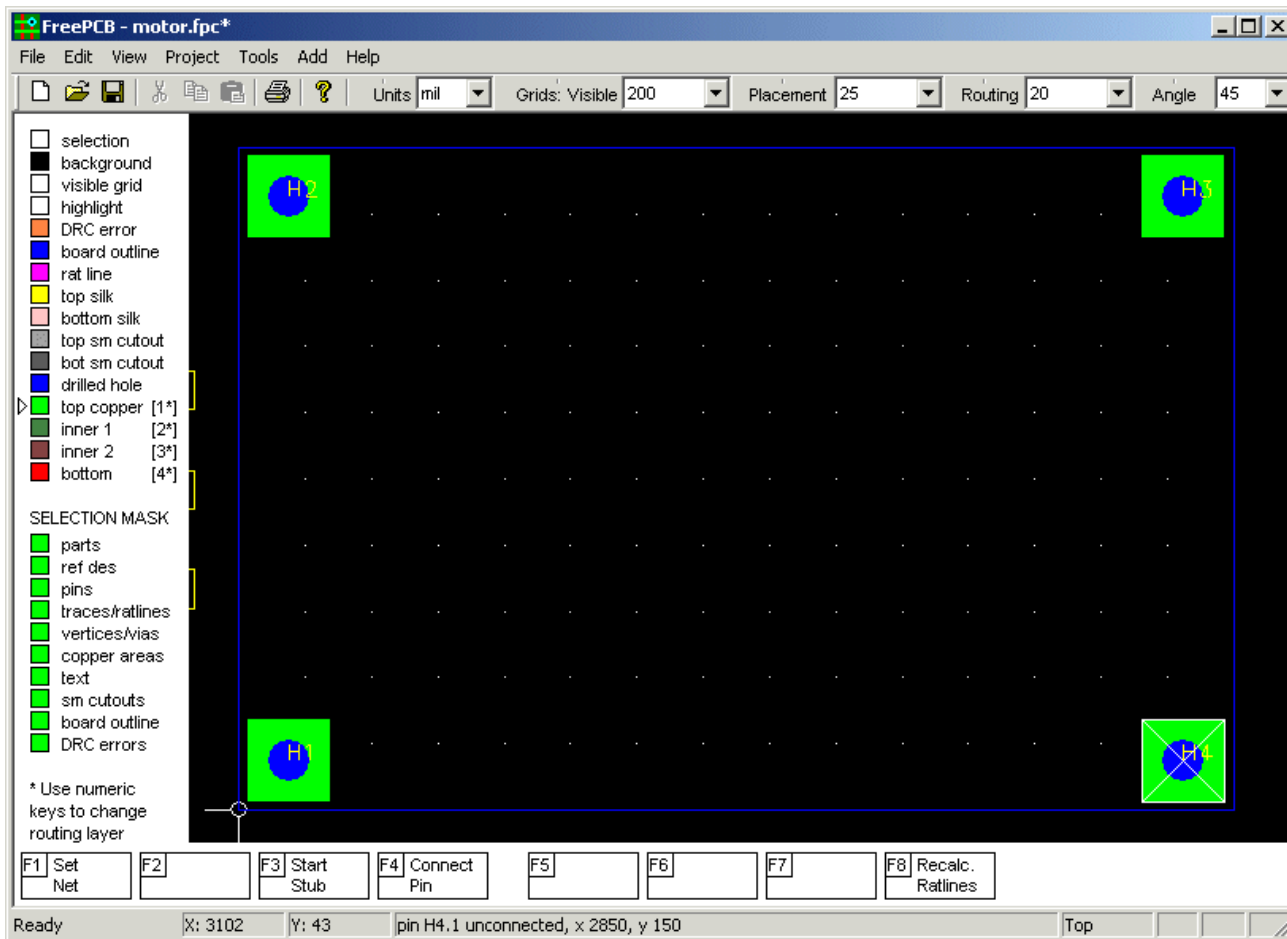 FreePCB - motor.fpc*
File Edit View Project Tools Add Help
Units mil Grids: Visible 200 Placement 25 Routing 20 Angle 45
selection
background
visible grid
highlight
DRC error
board outline
rat line
top silk
bottom silk
top sm cutout
bot sm cutout
drilled hole
top copper [1*]
inner 1 [2*]
inner 2 [3*]
bottom [4*]
SELECTION MASK
parts
ref des
pins
traces/ratlines
vertices/vias
copper areas
text
sm cutouts
board outline
DRC errors
* Use numeric
keys to change
routing layer
H2 H3
H1 H4
F1 Set Net F2 F3 Start Stub F4 Connect Pin F5 F6 F7 F8 Recalc. Ratlines
Ready X: 3102 Y: 43 pin H4.1 unconnected, x 2850, y 150 Top